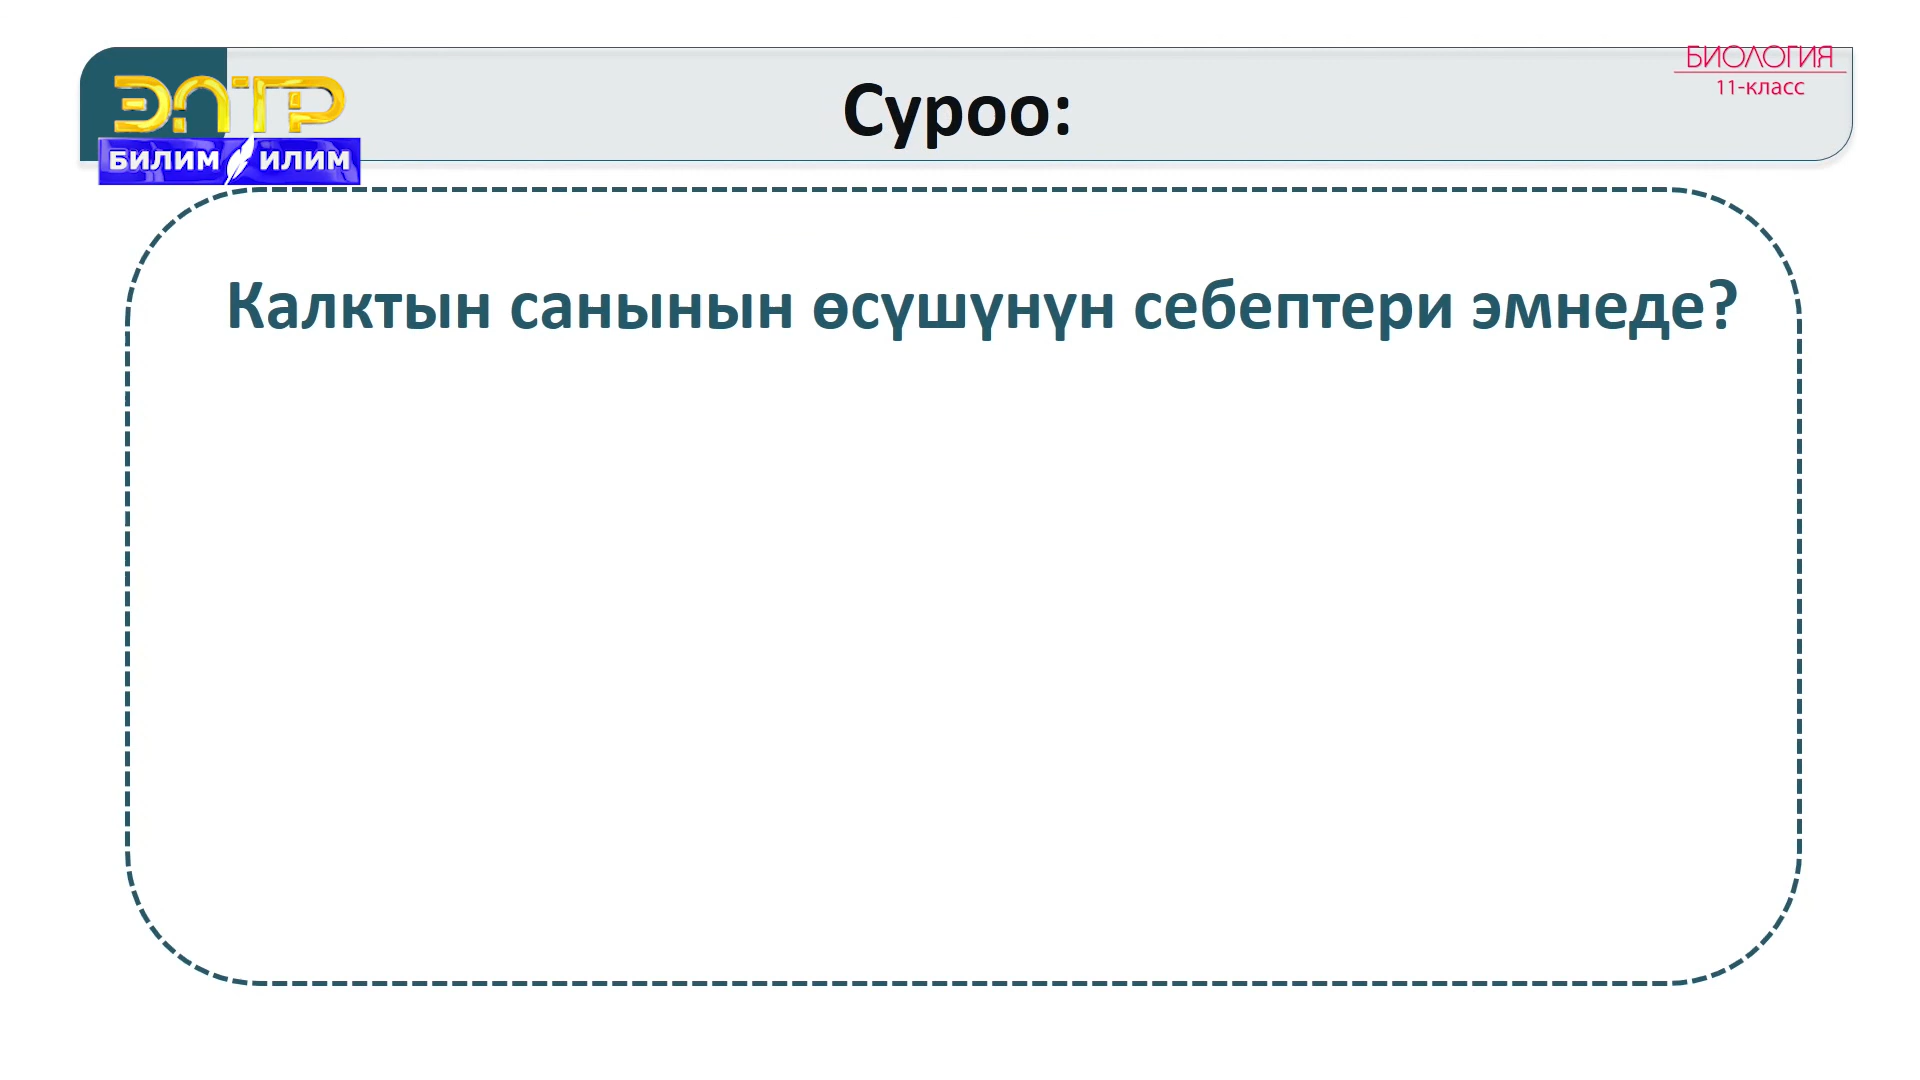 ЭЛТР
БИЛИМ ИЛИМ
Суроо:
БИОЛОГИЯ
11-класс
Калктын санынын өсүшүнүн себептери эмнеде?